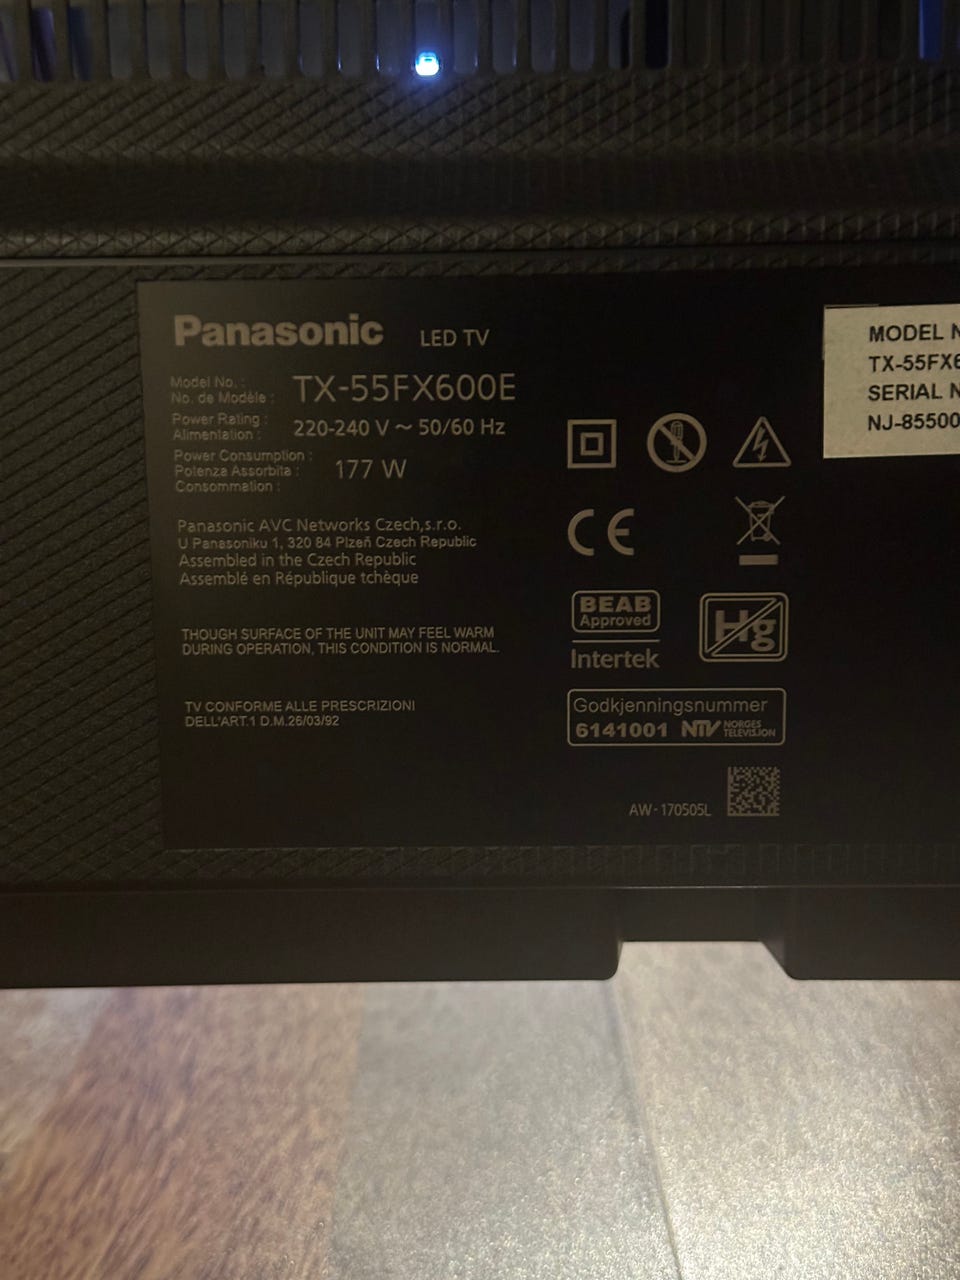 Panasonic LED TV
Model No. :
No. de Modèle : TX-55FX600E
Power Rating :
Alimentation : 220-240 V ~ 50/60 Hz
Power Consumption :
Potenza Assorbita : 177 W
Consommation :
Panasonic AVC Networks Czech,s.r.o.
U Panasoniku 1, 320 84 Plzeň Czech Republic
Assembled in the Czech Republic
Assemblé en République tchèque
THOUGH SURFACE OF THE UNIT MAY FEEL WARM
DURING OPERATION, THIS CONDITION IS NORMAL.
TV CONFORME ALLE PRESCRIZIONI
DELL'ART.1 D.M.26/03/92
CE
BEAB
Approved
Intertek
Hg
Godkjenningsnummer
6141001 NTV NORGES
TELEVISJON
AW-170505L
MODEL N
TX-55FX6
SERIAL N
NJ-85500